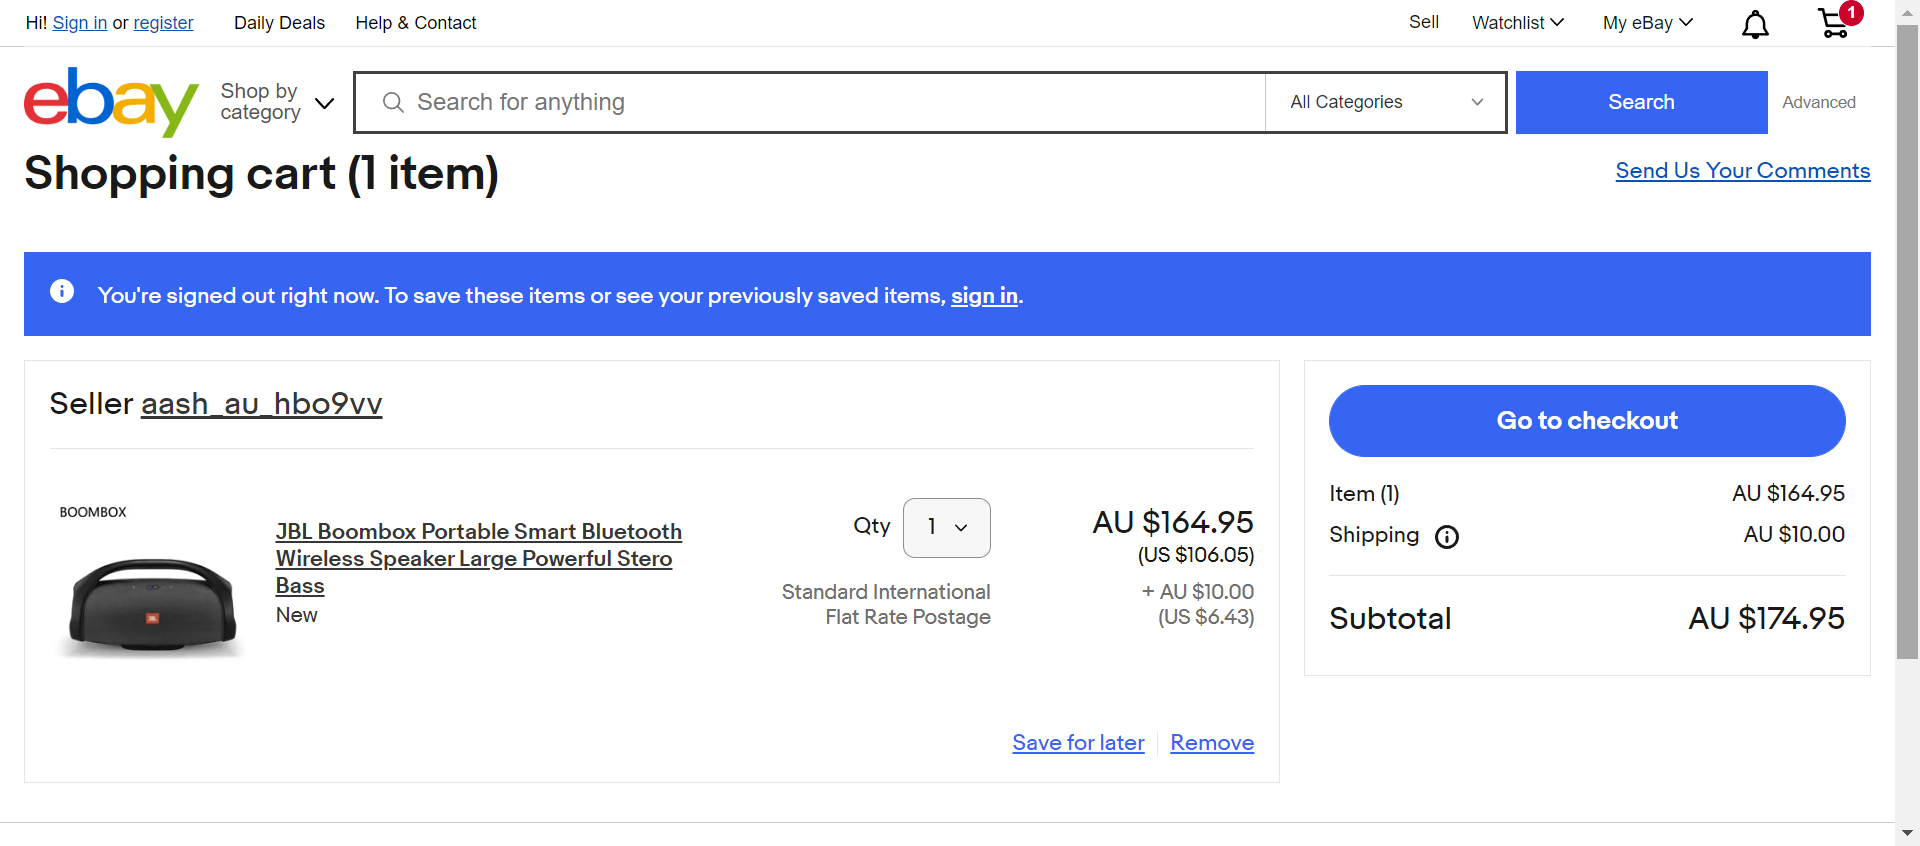 Hi! Sign in or register Daily Deals Help & Contact Sell Watchlist My eBay 1
ebay Shop by category Search for anything All Categories Search Advanced
Shopping cart (1 item) Send Us Your Comments
You're signed out right now. To save these items or see your previously saved items, sign in.
Seller aash_au_hbo9vv
BOOMBOX
JBL
JBL Boombox Portable Smart Bluetooth
Wireless Speaker Large Powerful Stero
Bass
New
Qty 1
AU $164.95
(US $106.05)
Standard International
Flat Rate Postage
+ AU $10.00
(US $6.43)
Save for later Remove
Go to checkout
Item (1) AU $164.95
Shipping AU $10.00
Subtotal AU $174.95